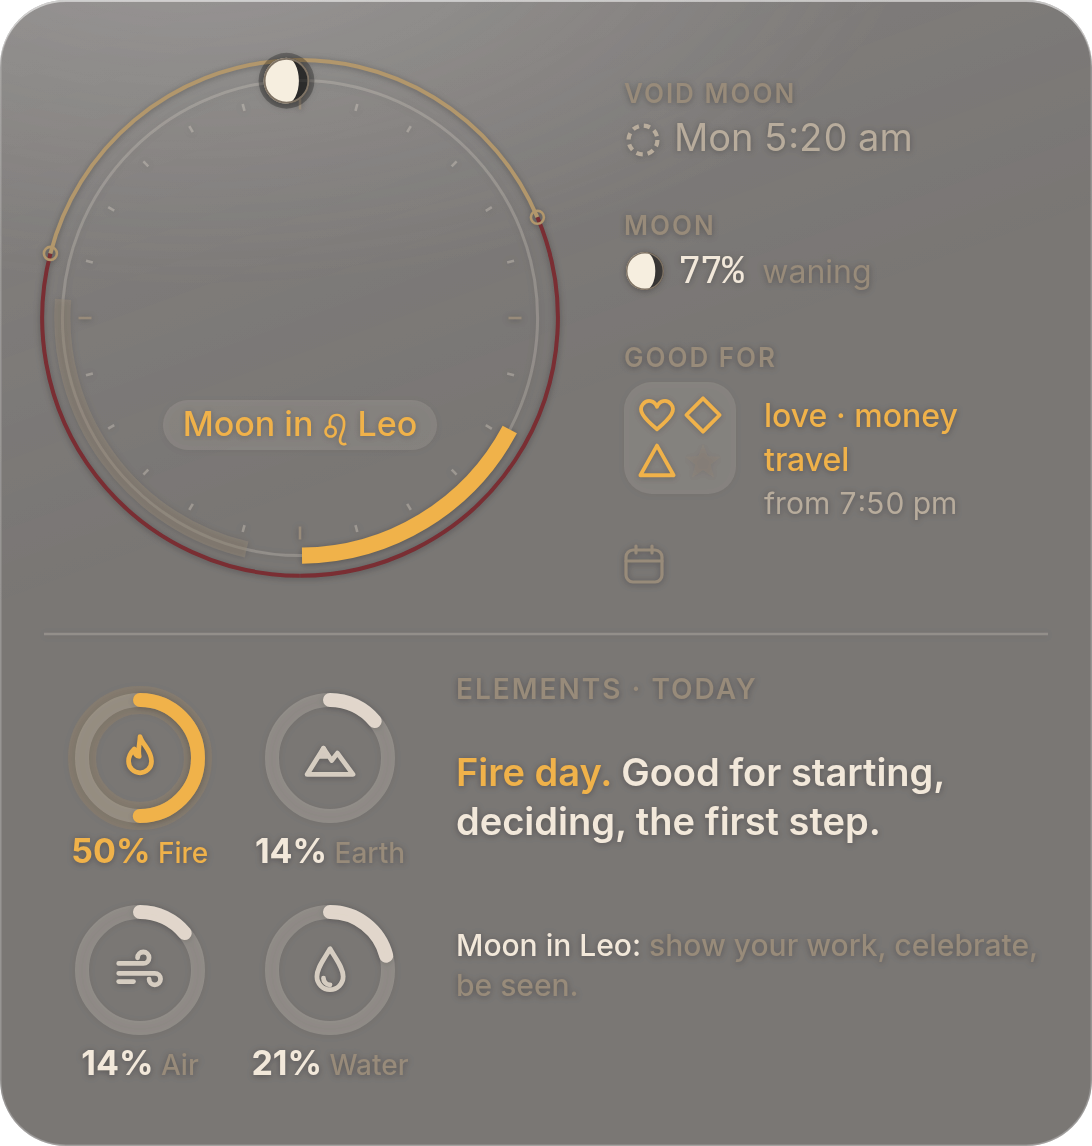 VOID MOON
Mon 5:20 am
MOON
77% waning
GOOD FOR
love · money
travel
from 7:50 pm
Moon in ♌ Leo
ELEMENTS · TODAY
Fire day. Good for starting,
deciding, the first step.
50% Fire
14% Earth
Moon in Leo: show your work, celebrate,
be seen.
14% Air
21% Water